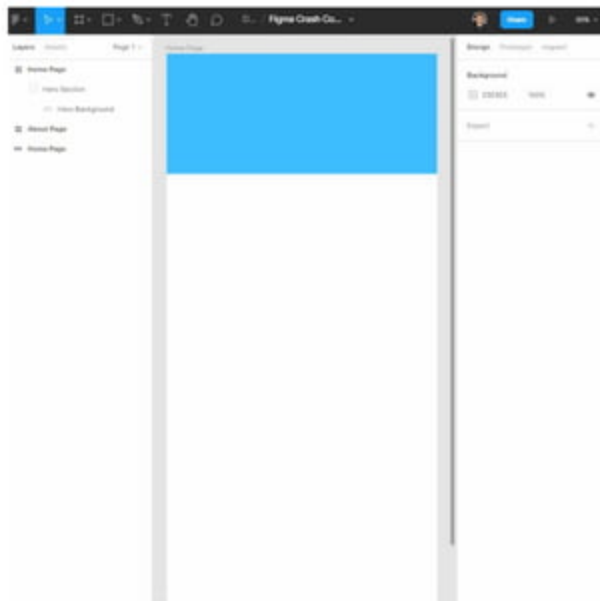 Figma Crash Co...
Share
Layers Assets Page 1
Home Page
Design Prototype Inspect
Home Page
Hero Section
Hero Background
About Page
Home Page
Background
100%
Export